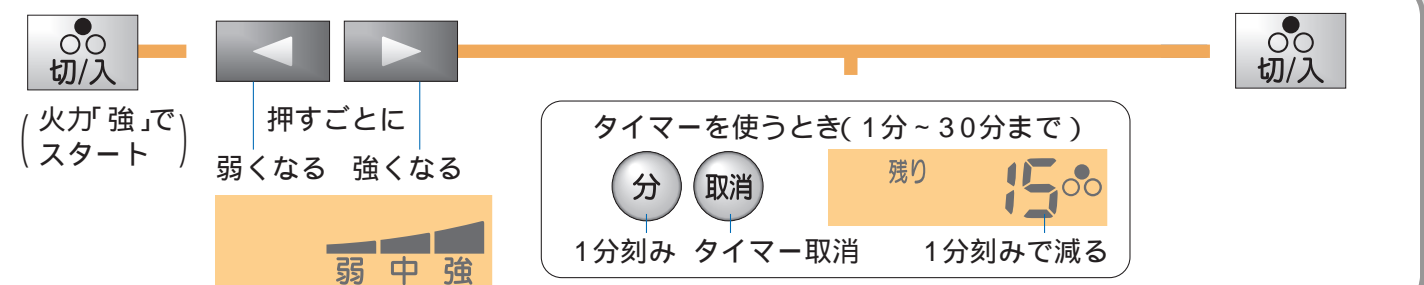 切/入
(火力「強」で
スタート)
押すごとに
弱くなる 強くなる
弱 中 強
タイマーを使うとき(1分~30分まで)
分 取消
残り 15
1分刻み タイマー取消 1分刻みで減る
切/入